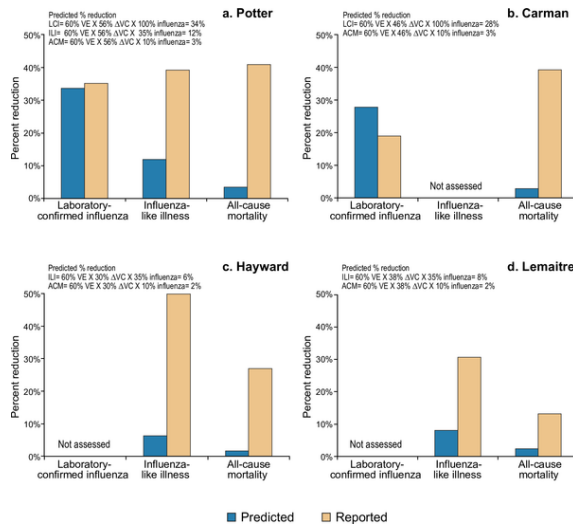 a. Potter
Predicted % reduction
LCI= 60% VE X 56% ΔVC X 100% influenza= 34%
ILI= 60% VE X 56% ΔVC X 35% influenza= 12%
ACM= 60% VE X 56% ΔVC X 10% influenza= 3%
Percent reduction
50%
40%
30%
20%
10%
0%
Laboratory-
confirmed influenza
Influenza-
like illness
All-cause
mortality
b. Carman
Predicted % reduction
LCI= 60% VE X 46% ΔVC X 100% influenza= 28%
ACM= 60% VE X 46% ΔVC X 10% influenza= 3%
Percent reduction
50%
40%
30%
20%
10%
0%
Not assessed
Laboratory-
confirmed influenza
Influenza-
like illness
All-cause
mortality
c. Hayward
Predicted % reduction
ILI= 60% VE X 30% ΔVC X 35% influenza= 6%
ACM= 60% VE X 30% ΔVC X 10% influenza= 2%
Percent reduction
50%
40%
30%
20%
10%
0%
Not assessed
Laboratory-
confirmed influenza
Influenza-
like illness
All-cause
mortality
d. Lemaitre
Predicted % reduction
ILI= 60% VE X 38% ΔVC X 35% influenza= 8%
ACM= 60% VE X 38% ΔVC X 10% influenza= 2%
Percent reduction
50%
40%
30%
20%
10%
0%
Not assessed
Laboratory-
confirmed influenza
Influenza-
like illness
All-cause
mortality
Predicted
Reported